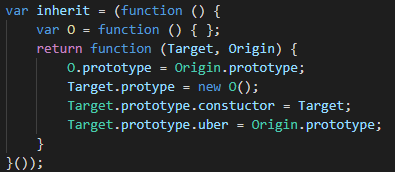 var inherit = (function () {
    var O = function () { };
    return function (Target, Origin) {
        O.prototype = Origin.prototype;
        Target.protype = new O();
        Target.prototype.constuctor = Target;
        Target.prototype.uber = Origin.prototype;
    }
}());